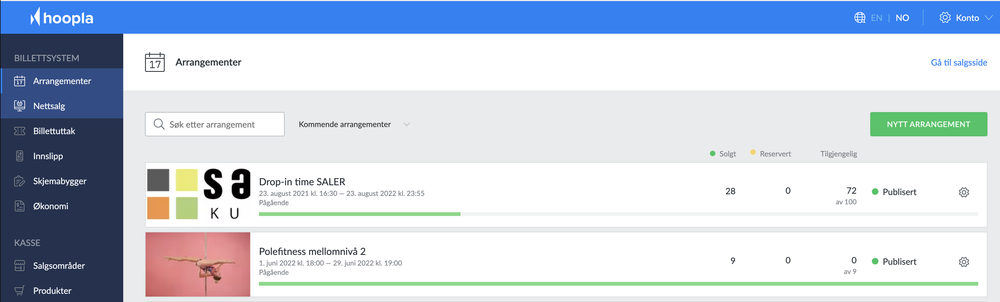 hoopla
EN | NO
Konto
BILLETTSYSTEM
17 Arrangementer
Nettsalg
Billettuttak
Innslipp
Skjemabygger
Økonomi
KASSE
Salgsområder
Produkter
17 Arrangementer
Gå til salgsside
Søk etter arrangement
Kommende arrangementer
NYTT ARRANGEMENT
Solgt Reservert Tilgjengelig
sa
KU
Drop-in time SALER
23. august 2021 kl. 16:30 — 23. august 2022 kl. 23:55
Pågående
28 0 72
av 100
Publisert
Polefitness mellomnivå 2
1. juni 2022 kl. 18:00 — 29. juni 2022 kl. 19:00
Pågående
9 0 0
av 9
Publisert